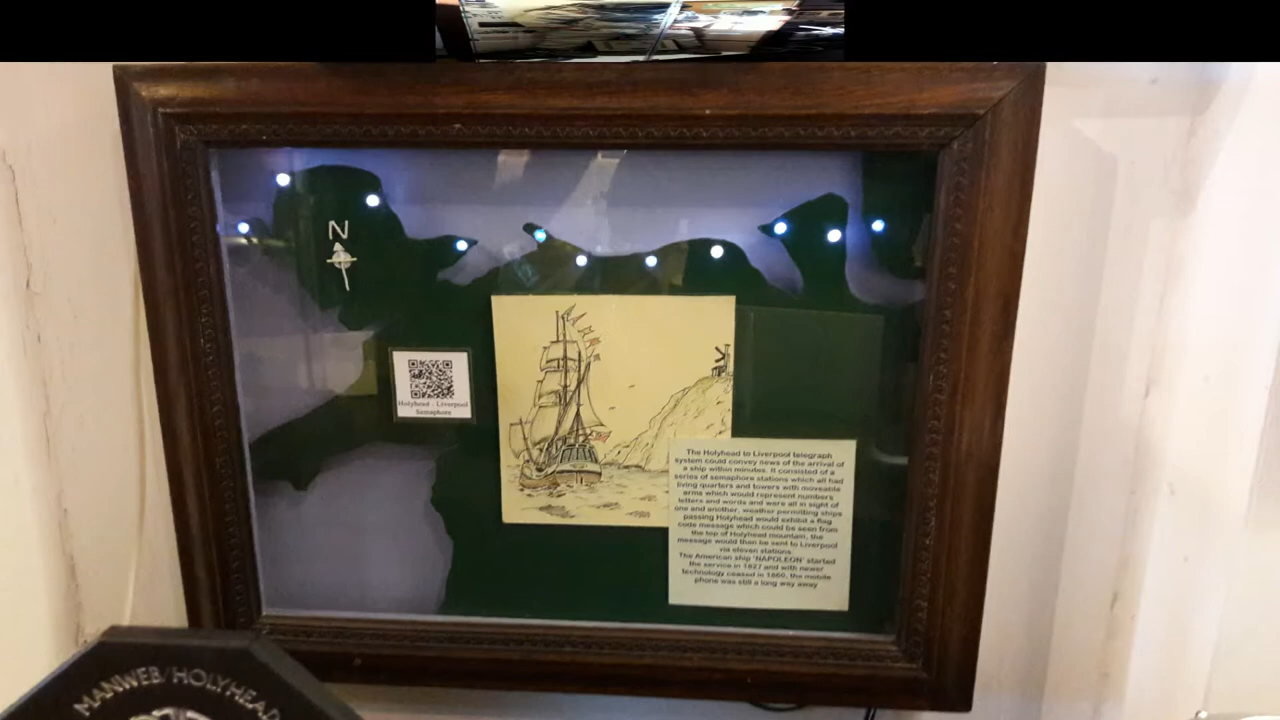 N
Holyhead - Liverpool
Semaphore
The Holyhead to Liverpool telegraph
system could convey news of the arrival of
a ship within minutes. It consisted of a
series of semaphore stations which all had
living quarters and towers with moveable
arms which would represent numbers
letters and words and were all in sight of
one and another, weather permitting ships
passing Holyhead would exhibit a flag
code message which could be seen from
the top of Holyhead mountain, the
message would then be sent to Liverpool
via eleven stations.
The American ship 'NAPOLEON' started
the service in 1827 and with newer
technology ceased in 1860, the mobile
phone was still a long way away
MANWEB/HOLYHEAD